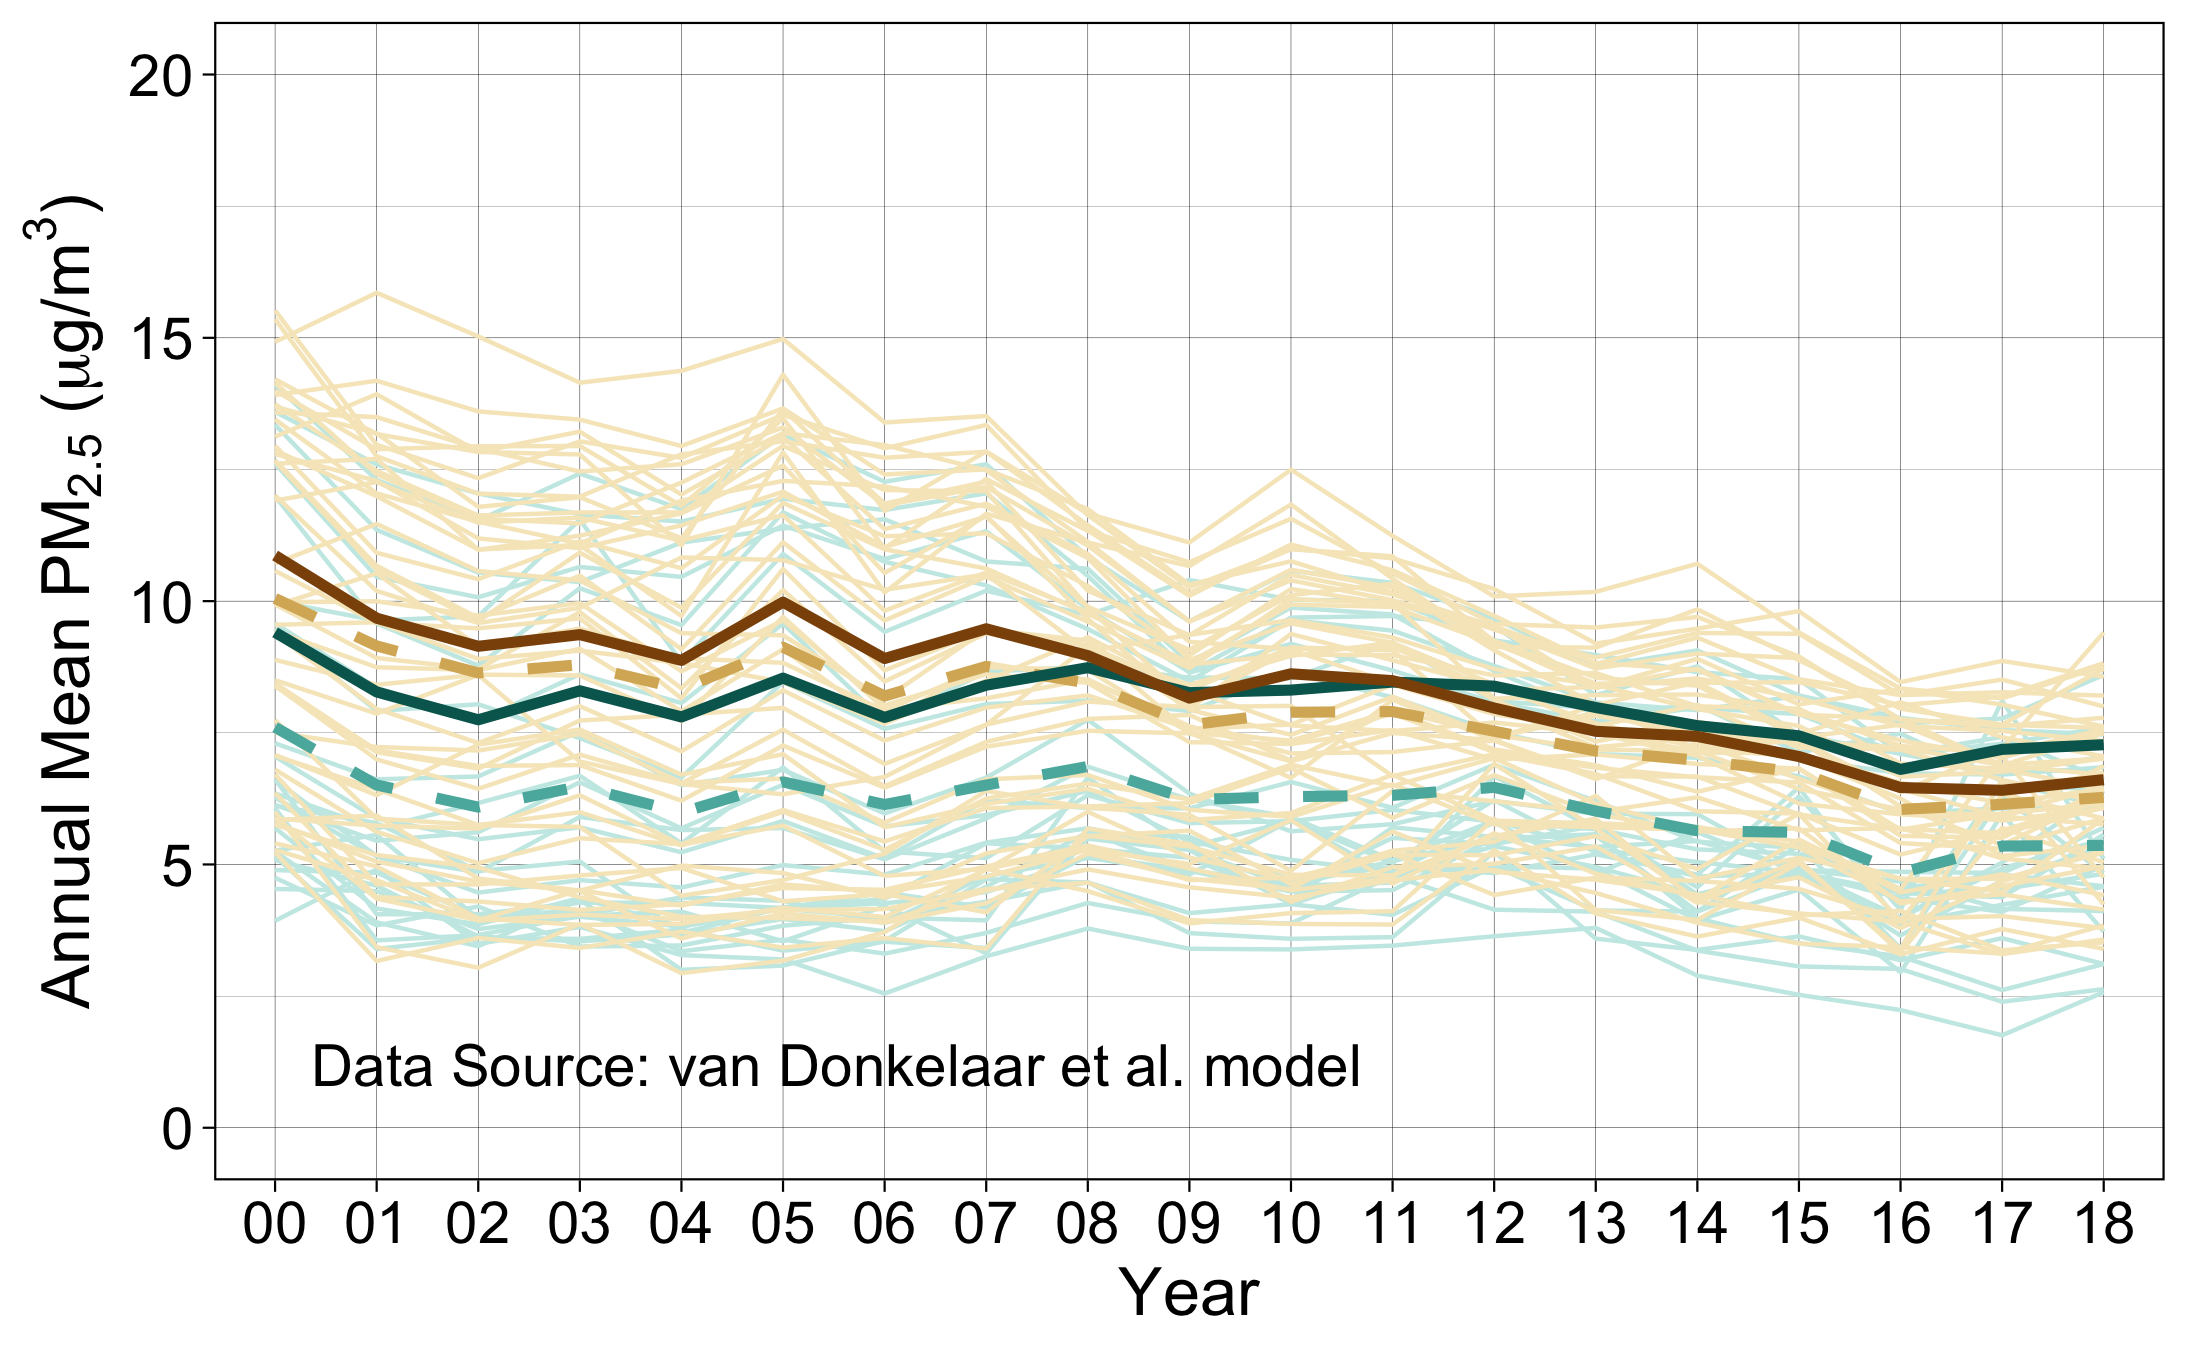 Annual Mean PM2.5 (μg/m³)
20
15
10
5
0
Data Source: van Donkelaar et al. model
00 01 02 03 04 05 06 07 08 09 10 11 12 13 14 15 16 17 18
Year